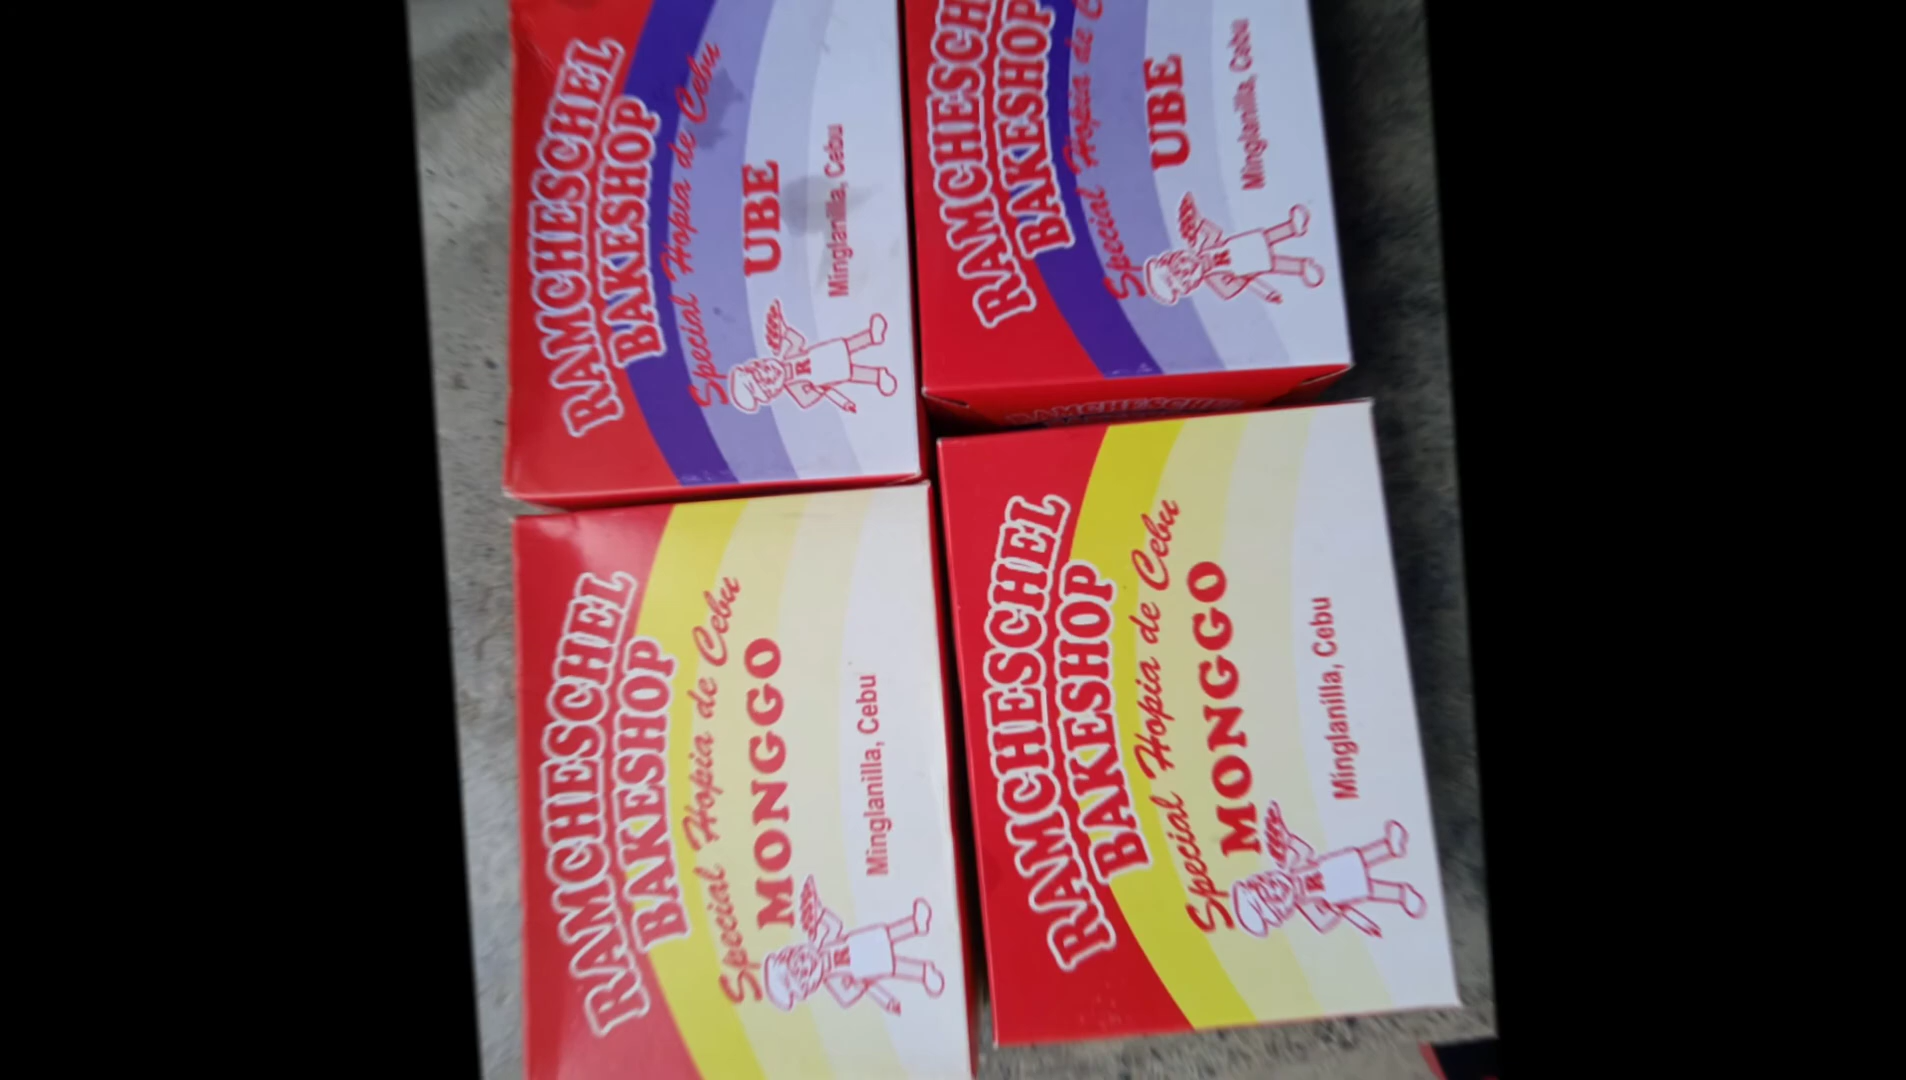 RAMCHESCHEL
BAKESHOP
Special Hopia de Cebu
UBE
Minglanilla, Cebu
R
RAMCHESCH
BAKESHOP
Special Hopia de C
UBE
Minglanilla, Cebu
R
RAMCHESCHEL
RAMCHESCHEL
BAKESHOP
Special Hopia de Cebu
MONGGO
Minglanilla, Cebu
R
RAMCHESCHEL
BAKESHOP
Special Hopia de Cebu
MONGGO
Minglanilla, Cebu
R